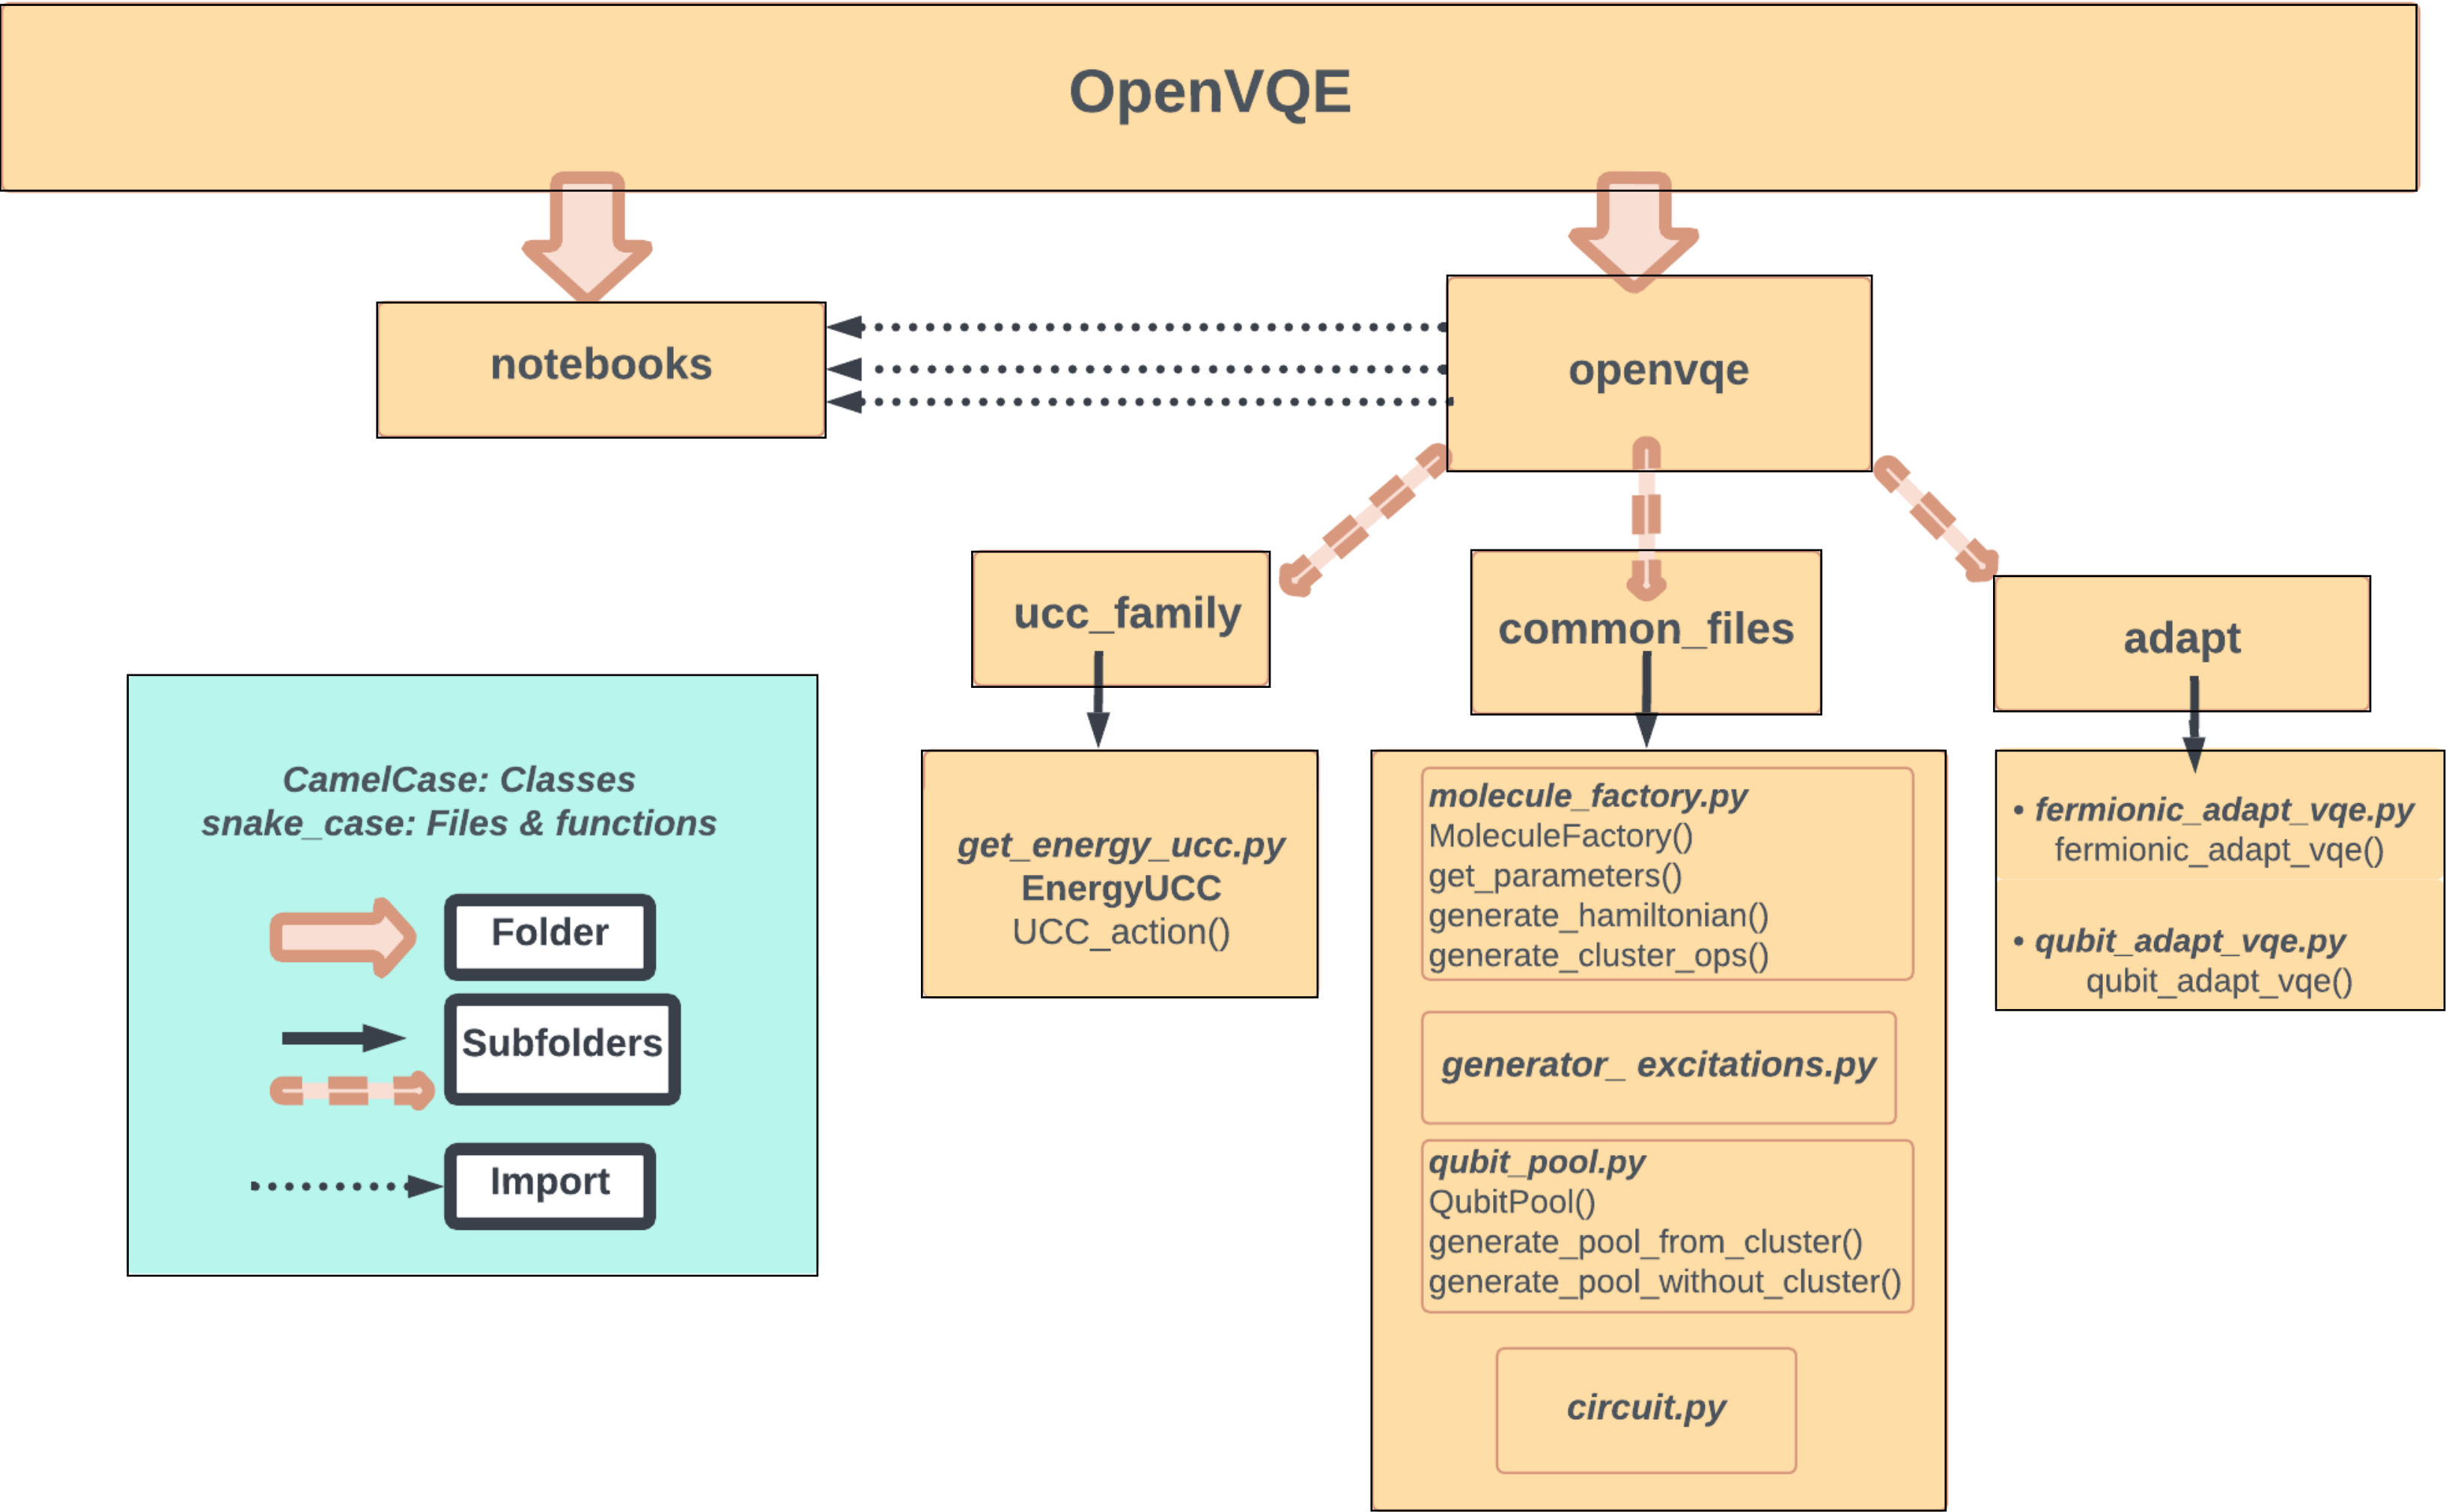 OpenVQE
notebooks
openvqe
ucc_family
common_files
adapt
CamelCase: Classes
snake_case: Files & functions
Folder
Subfolders
Import
get_energy_ucc.py
EnergyUCC
UCC_action()
molecule_factory.py
MoleculeFactory()
get_parameters()
generate_hamiltonian()
generate_cluster_ops()
generator_ excitations.py
qubit_pool.py
QubitPool()
generate_pool_from_cluster()
generate_pool_without_cluster()
circuit.py
• fermionic_adapt_vqe.py
fermionic_adapt_vqe()
• qubit_adapt_vqe.py
qubit_adapt_vqe()